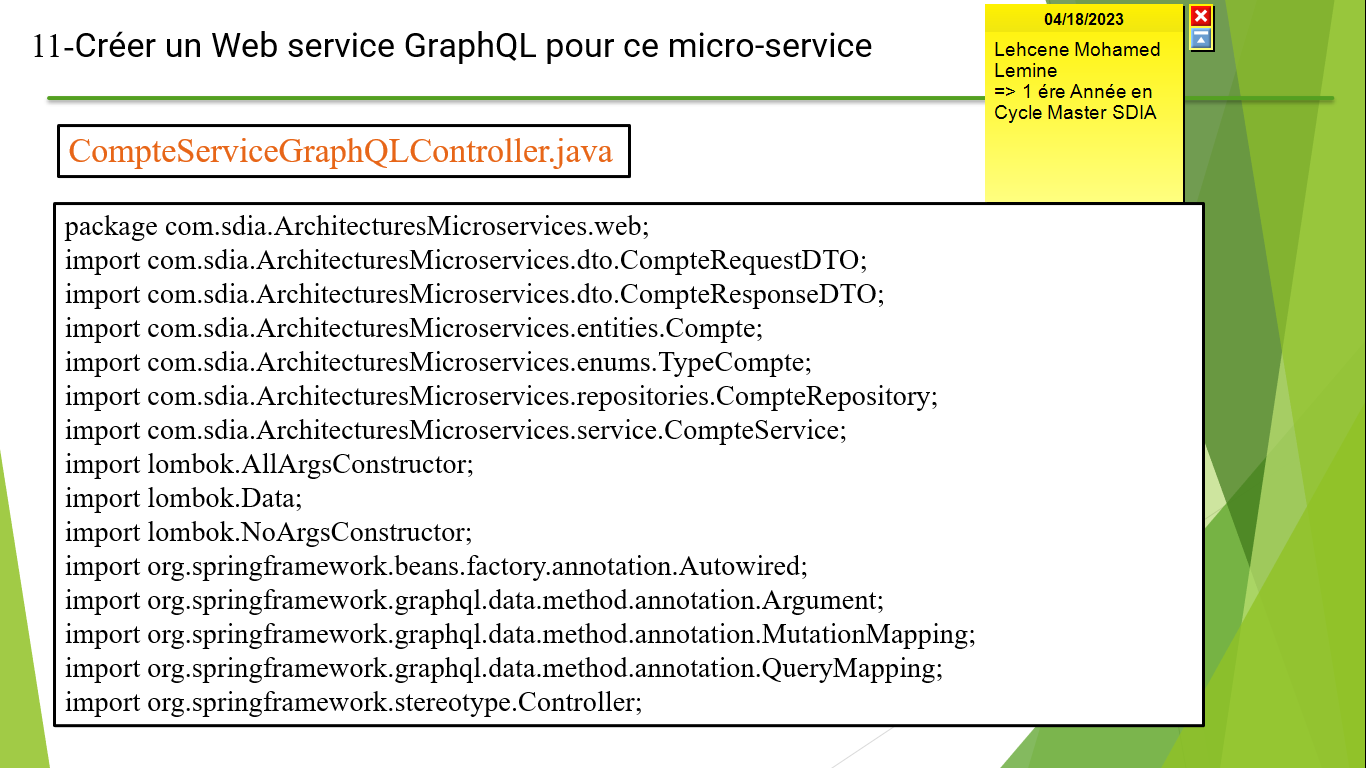 11-Créer un Web service GraphQL pour ce micro-service
04/18/2023
Lehcene Mohamed
Lemine
=> 1 ére Année en
Cycle Master SDIA
CompteServiceGraphQLController.java
package com.sdia.ArchitecturesMicroservices.web;
import com.sdia.ArchitecturesMicroservices.dto.CompteRequestDTO;
import com.sdia.ArchitecturesMicroservices.dto.CompteResponseDTO;
import com.sdia.ArchitecturesMicroservices.entities.Compte;
import com.sdia.ArchitecturesMicroservices.enums.TypeCompte;
import com.sdia.ArchitecturesMicroservices.repositories.CompteRepository;
import com.sdia.ArchitecturesMicroservices.service.CompteService;
import lombok.AllArgsConstructor;
import lombok.Data;
import lombok.NoArgsConstructor;
import org.springframework.beans.factory.annotation.Autowired;
import org.springframework.graphql.data.method.annotation.Argument;
import org.springframework.graphql.data.method.annotation.MutationMapping;
import org.springframework.graphql.data.method.annotation.QueryMapping;
import org.springframework.stereotype.Controller;